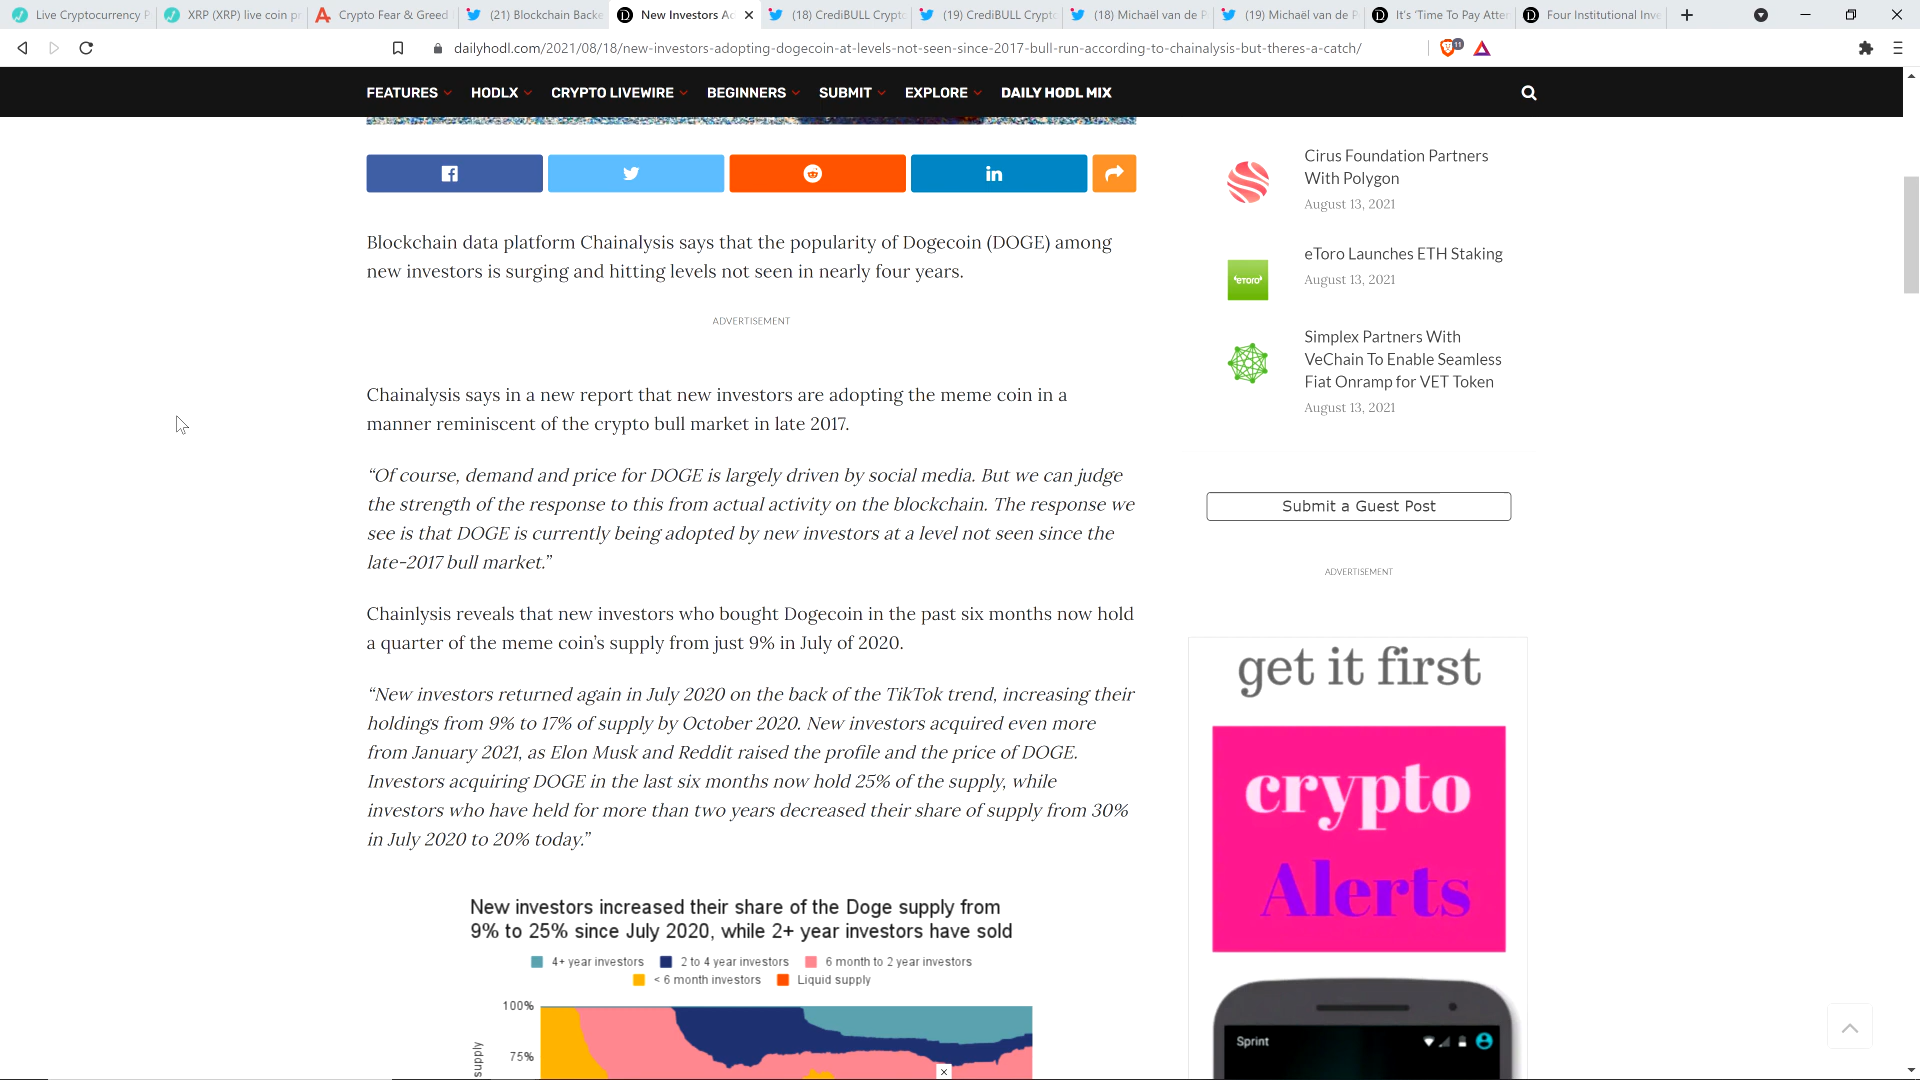 Live Cryptocurrency P
XRP (XRP) live coin pr
Crypto Fear & Greed
(21) Blockchain Backe
New Investors Ad
(18) CrediBULL Crypto
(19) CrediBULL Crypto
(18) Michaël van de P
(19) Michaël van de P
It's 'Time To Pay Atter
Four Institutional Inve
dailyhodl.com/2021/08/18/new-investors-adopting-dogecoin-at-levels-not-seen-since-2017-bull-run-according-to-chainalysis-but-theres-a-catch/
11
FEATURES HODLX CRYPTO LIVEWIRE BEGINNERS SUBMIT EXPLORE DAILY HODL MIX
Blockchain data platform Chainalysis says that the popularity of Dogecoin (DOGE) among
new investors is surging and hitting levels not seen in nearly four years.
ADVERTISEMENT
Chainalysis says in a new report that new investors are adopting the meme coin in a
manner reminiscent of the crypto bull market in late 2017.
“Of course, demand and price for DOGE is largely driven by social media. But we can judge
the strength of the response to this from actual activity on the blockchain. The response we
see is that DOGE is currently being adopted by new investors at a level not seen since the
late-2017 bull market.”
Chainlysis reveals that new investors who bought Dogecoin in the past six months now hold
a quarter of the meme coin’s supply from just 9% in July of 2020.
“New investors returned again in July 2020 on the back of the TikTok trend, increasing their
holdings from 9% to 17% of supply by October 2020. New investors acquired even more
from January 2021, as Elon Musk and Reddit raised the profile and the price of DOGE.
Investors acquiring DOGE in the last six months now hold 25% of the supply, while
investors who have held for more than two years decreased their share of supply from 30%
in July 2020 to 20% today.”
New investors increased their share of the Doge supply from
9% to 25% since July 2020, while 2+ year investors have sold
4+ year investors 2 to 4 year investors 6 month to 2 year investors
< 6 month investors Liquid supply
100%
75%
supply
Cirus Foundation Partners
With Polygon
August 13, 2021
eToro
eToro Launches ETH Staking
August 13, 2021
Simplex Partners With
VeChain To Enable Seamless
Fiat Onramp for VET Token
August 13, 2021
Submit a Guest Post
ADVERTISEMENT
get it first
crypto
Alerts
Sprint